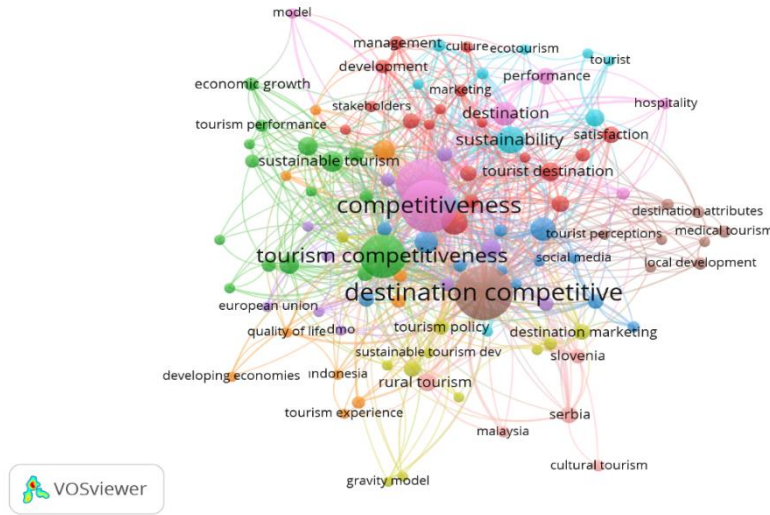 model
management
culture
ecotourism
tourist
development
performance
economic growth
marketing
hospitality
stakeholders
destination
tourism performance
sustainability
satisfaction
sustainable tourism
tourist destination
competitiveness
destination attributes
tourist perceptions
medical tourism
tourism competitiveness
social media
local development
destination competitive
european union
quality of life
dmo
tourism policy
destination marketing
sustainable tourism dev
slovenia
developing economies
indonesia
rural tourism
tourism experience
serbia
malaysia
cultural tourism
gravity model
VOSviewer